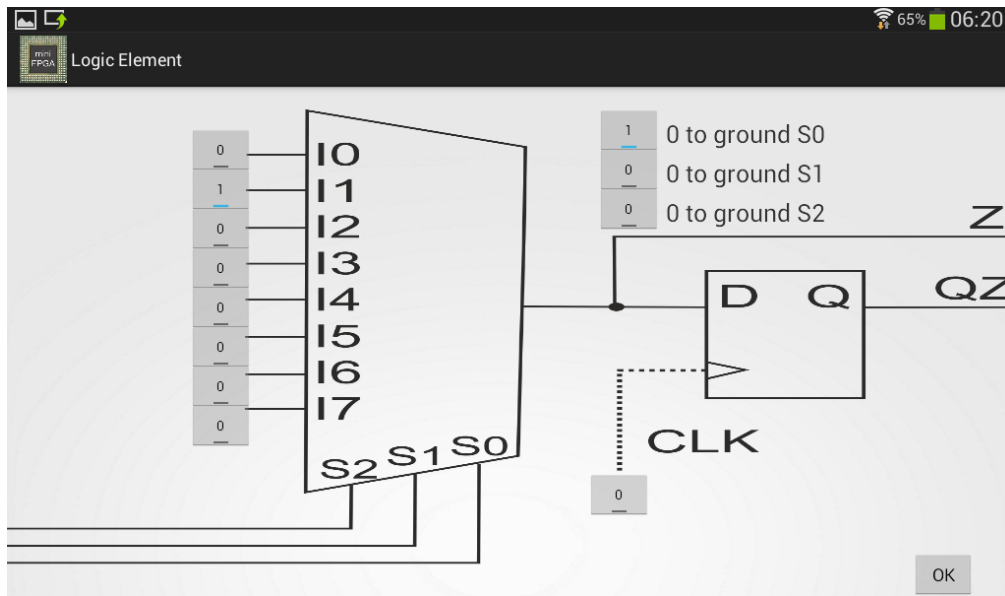 65% 06:20
mini
FPGA
Logic Element
0 I0
1 I1
0 I2
0 I3
0 I4
0 I5
0 I6
0 I7
S2 S1 S0
1 0 to ground S0
0 0 to ground S1
0 0 to ground S2
Z
D Q QZ
CLK
0
OK